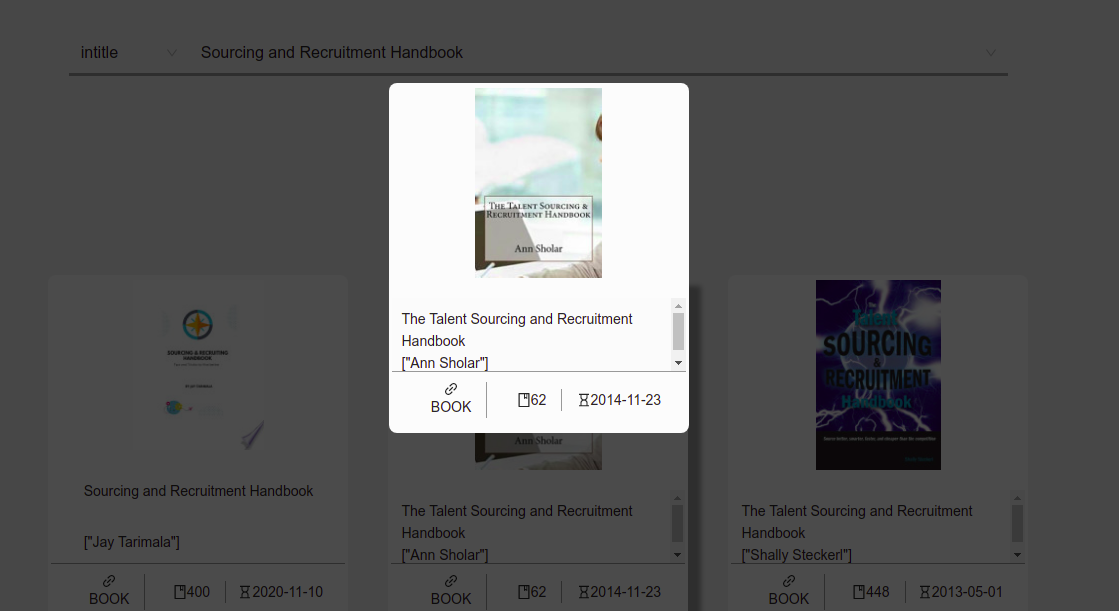 intitle
Sourcing and Recruitment Handbook
THE TALENT SOURCING &
RECRUITMENT HANDBOOK
Ann Sholar
The Talent Sourcing and Recruitment
Handbook
["Ann Sholar"]
BOOK
62
2014-11-23
SOURCING & RECRUITING
HANDBOOK
Sourcing and Recruitment Handbook
["Jay Tarimala"]
BOOK
400
2020-11-10
Ann Sholar
The Talent Sourcing and Recruitment
Handbook
["Ann Sholar"]
BOOK
62
2014-11-23
Talent
SOURCING
&
RECRUITMENT
Handbook
The Talent Sourcing and Recruitment
Handbook
["Shally Steckerl"]
BOOK
448
2013-05-01